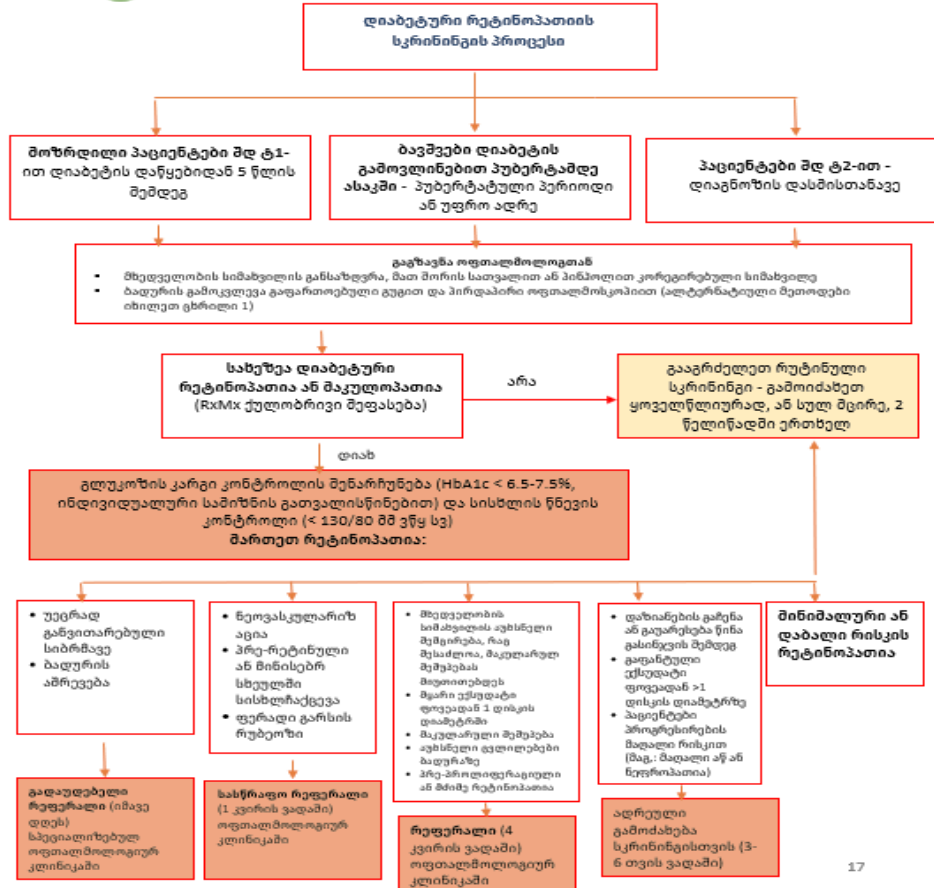 დიაბეტური რეტინოპათიის
სკრინინგის პროცესი
მოზრდილი პაციენტები შდ ტ1-
ით დიაბეტის დაწყებიდან 5 წლის
შემდეგ
ბავშვები დიაბეტის
გამოვლინებით პუბერტამდე
ასაკში - პუბერტატული პერიოდი
ან უფრო ადრე
პაციენტები შდ ტ2-ით -
დიაგნოზის დასმისთანავე
გაგზავნა ოფთალმოლოგთან
▪ მხედველობის სიმახვილის განსაზღვრა, მათ შორის სათვალით ან პინჰოლით კორეგირებული სიმახვილე
▪ ბადურის გამოკვლევა გაფართოებული გუგით და პირდაპირი ოფთალმოსკოპიით (ალტერნატიული მეთოდები
იხილეთ ცხრილი 1)
სახეზეა დიაბეტური
რეტინოპათია ან მაკულოპათია
(RxMx ქულობრივი შეფასება)
არა
გააგრძელეთ რუტინული
სკრინინგი - გამოიძახეთ
ყოველწლიურად, ან სულ მცირე, 2
წელიწადში ერთხელ
დიახ
გლუკოზის კარგი კონტროლის შენარჩუნება (HbA1c < 6.5-7.5%,
ინდივიდუალური სამიზნის გათვალისწინებით) და სისხლის წნევის
კონტროლი (< 130/80 მმ ვწყ სვ)
მართეთ რეტინოპათია:
• უეცრად
განვითარებული
სიბრმავე
• ბადურის
აშრევება
• ნეოვასკულარიზ
აცია
• პრე-რეტინული
ან მინისებრ
სხეულში
სისხლჩაქცევა
• ფერადი გარსის
რუბეოზი
• მხედველობის
სიმახვილის აუხსნელი
შემცირება, რაც
შესაძლოა, მაკულარულ
შეშუპებას
მიუთითებდეს
• მყარი ექსუდატი
ფოვეადან 1 დისკის
დიამეტრში
• მაკულარული შეშუპება
• აუხსნელი ცვლილებები
ბადურაზე
• პრე-პროლიფერაციული
ან მძიმე რეტინოპათია
• დაზიანების გაჩენა
ან გაუარესება წინა
გასინჯვის შემდეგ
• გაფანტული
ექსუდატი
ფოვეადან >1
დისკის დიამეტრზე
• პაციენტები
პროგრესირების
მაღალი რისკით
(მაგ.: მაღალი აწ ან
ნეფროპათია)
მინიმალური ან
დაბალი რისკის
რეტინოპათია
გადაუდებელი
რეფერალი (იმავე
დღეს)
სპეციალიზებულ
ოფთალმოლოგიურ
კლინიკაში
სასწრაფო რეფერალი
(1 კვირის ვადაში)
ოფთალმოლოგიურ
კლინიკაში
რეფერალი (4
კვირის ვადაში)
ოფთალმოლოგიურ
კლინიკაში
ადრეული
გამოძახება
სკრინინგისთვის (3-
6 თვის ვადაში)
17